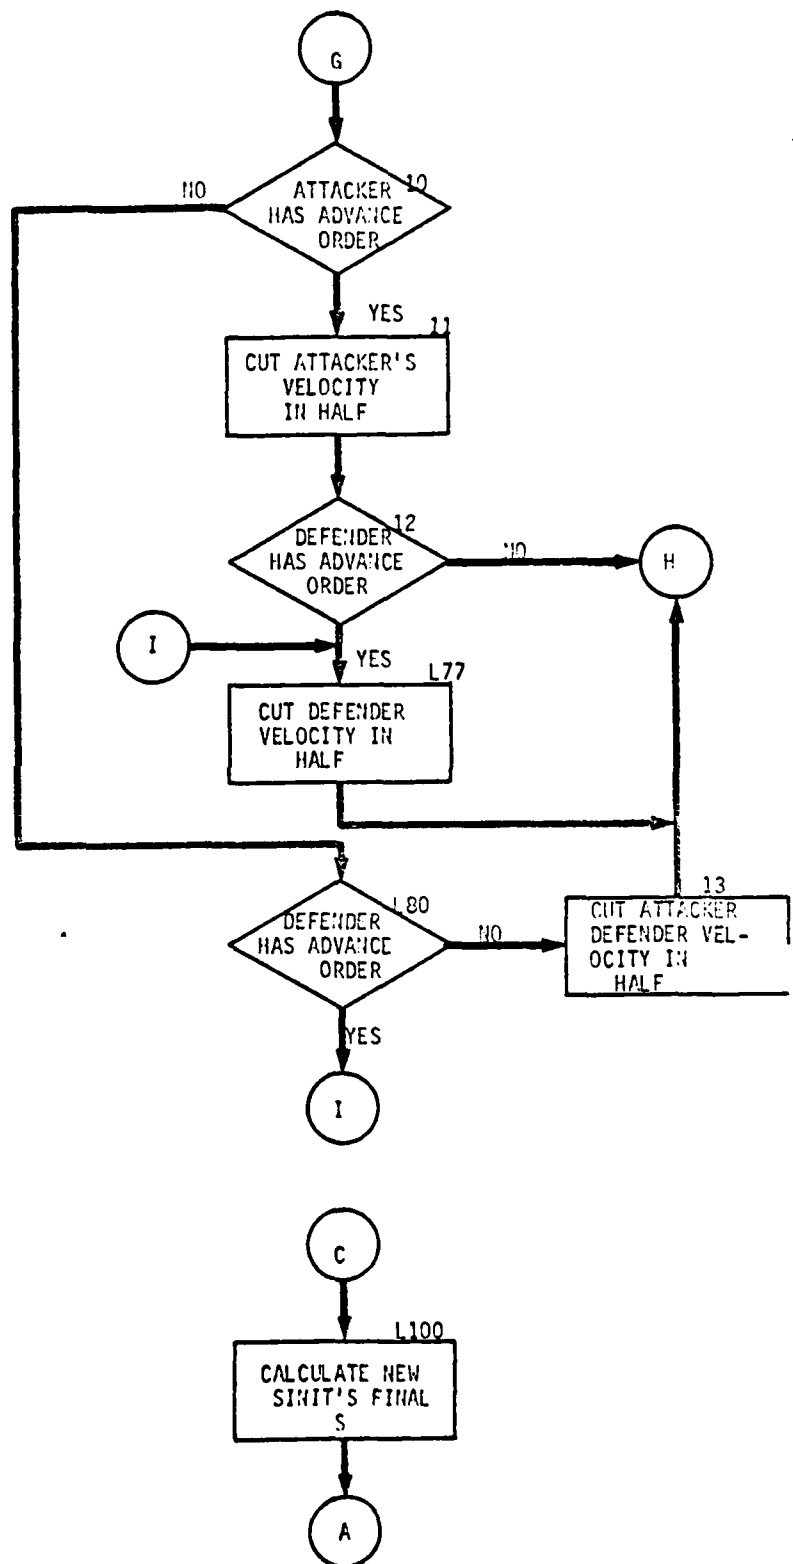 G
10
ATTACKER
HAS ADVANCE
ORDER
NO
YES
11
CUT ATTACKER'S
VELOCITY
IN HALF
12
DEFENDER
HAS ADVANCE
ORDER
NO
H
I
YES
L77
CUT DEFENDER
VELOCITY IN
HALF
L80
DEFENDER
HAS ADVANCE
ORDER
NO
13
CUT ATTACKER
DEFENDER VEL-
OCITY IN
HALF
YES
I
C
L100
CALCULATE NEW
SINIT'S FINAL
S
A